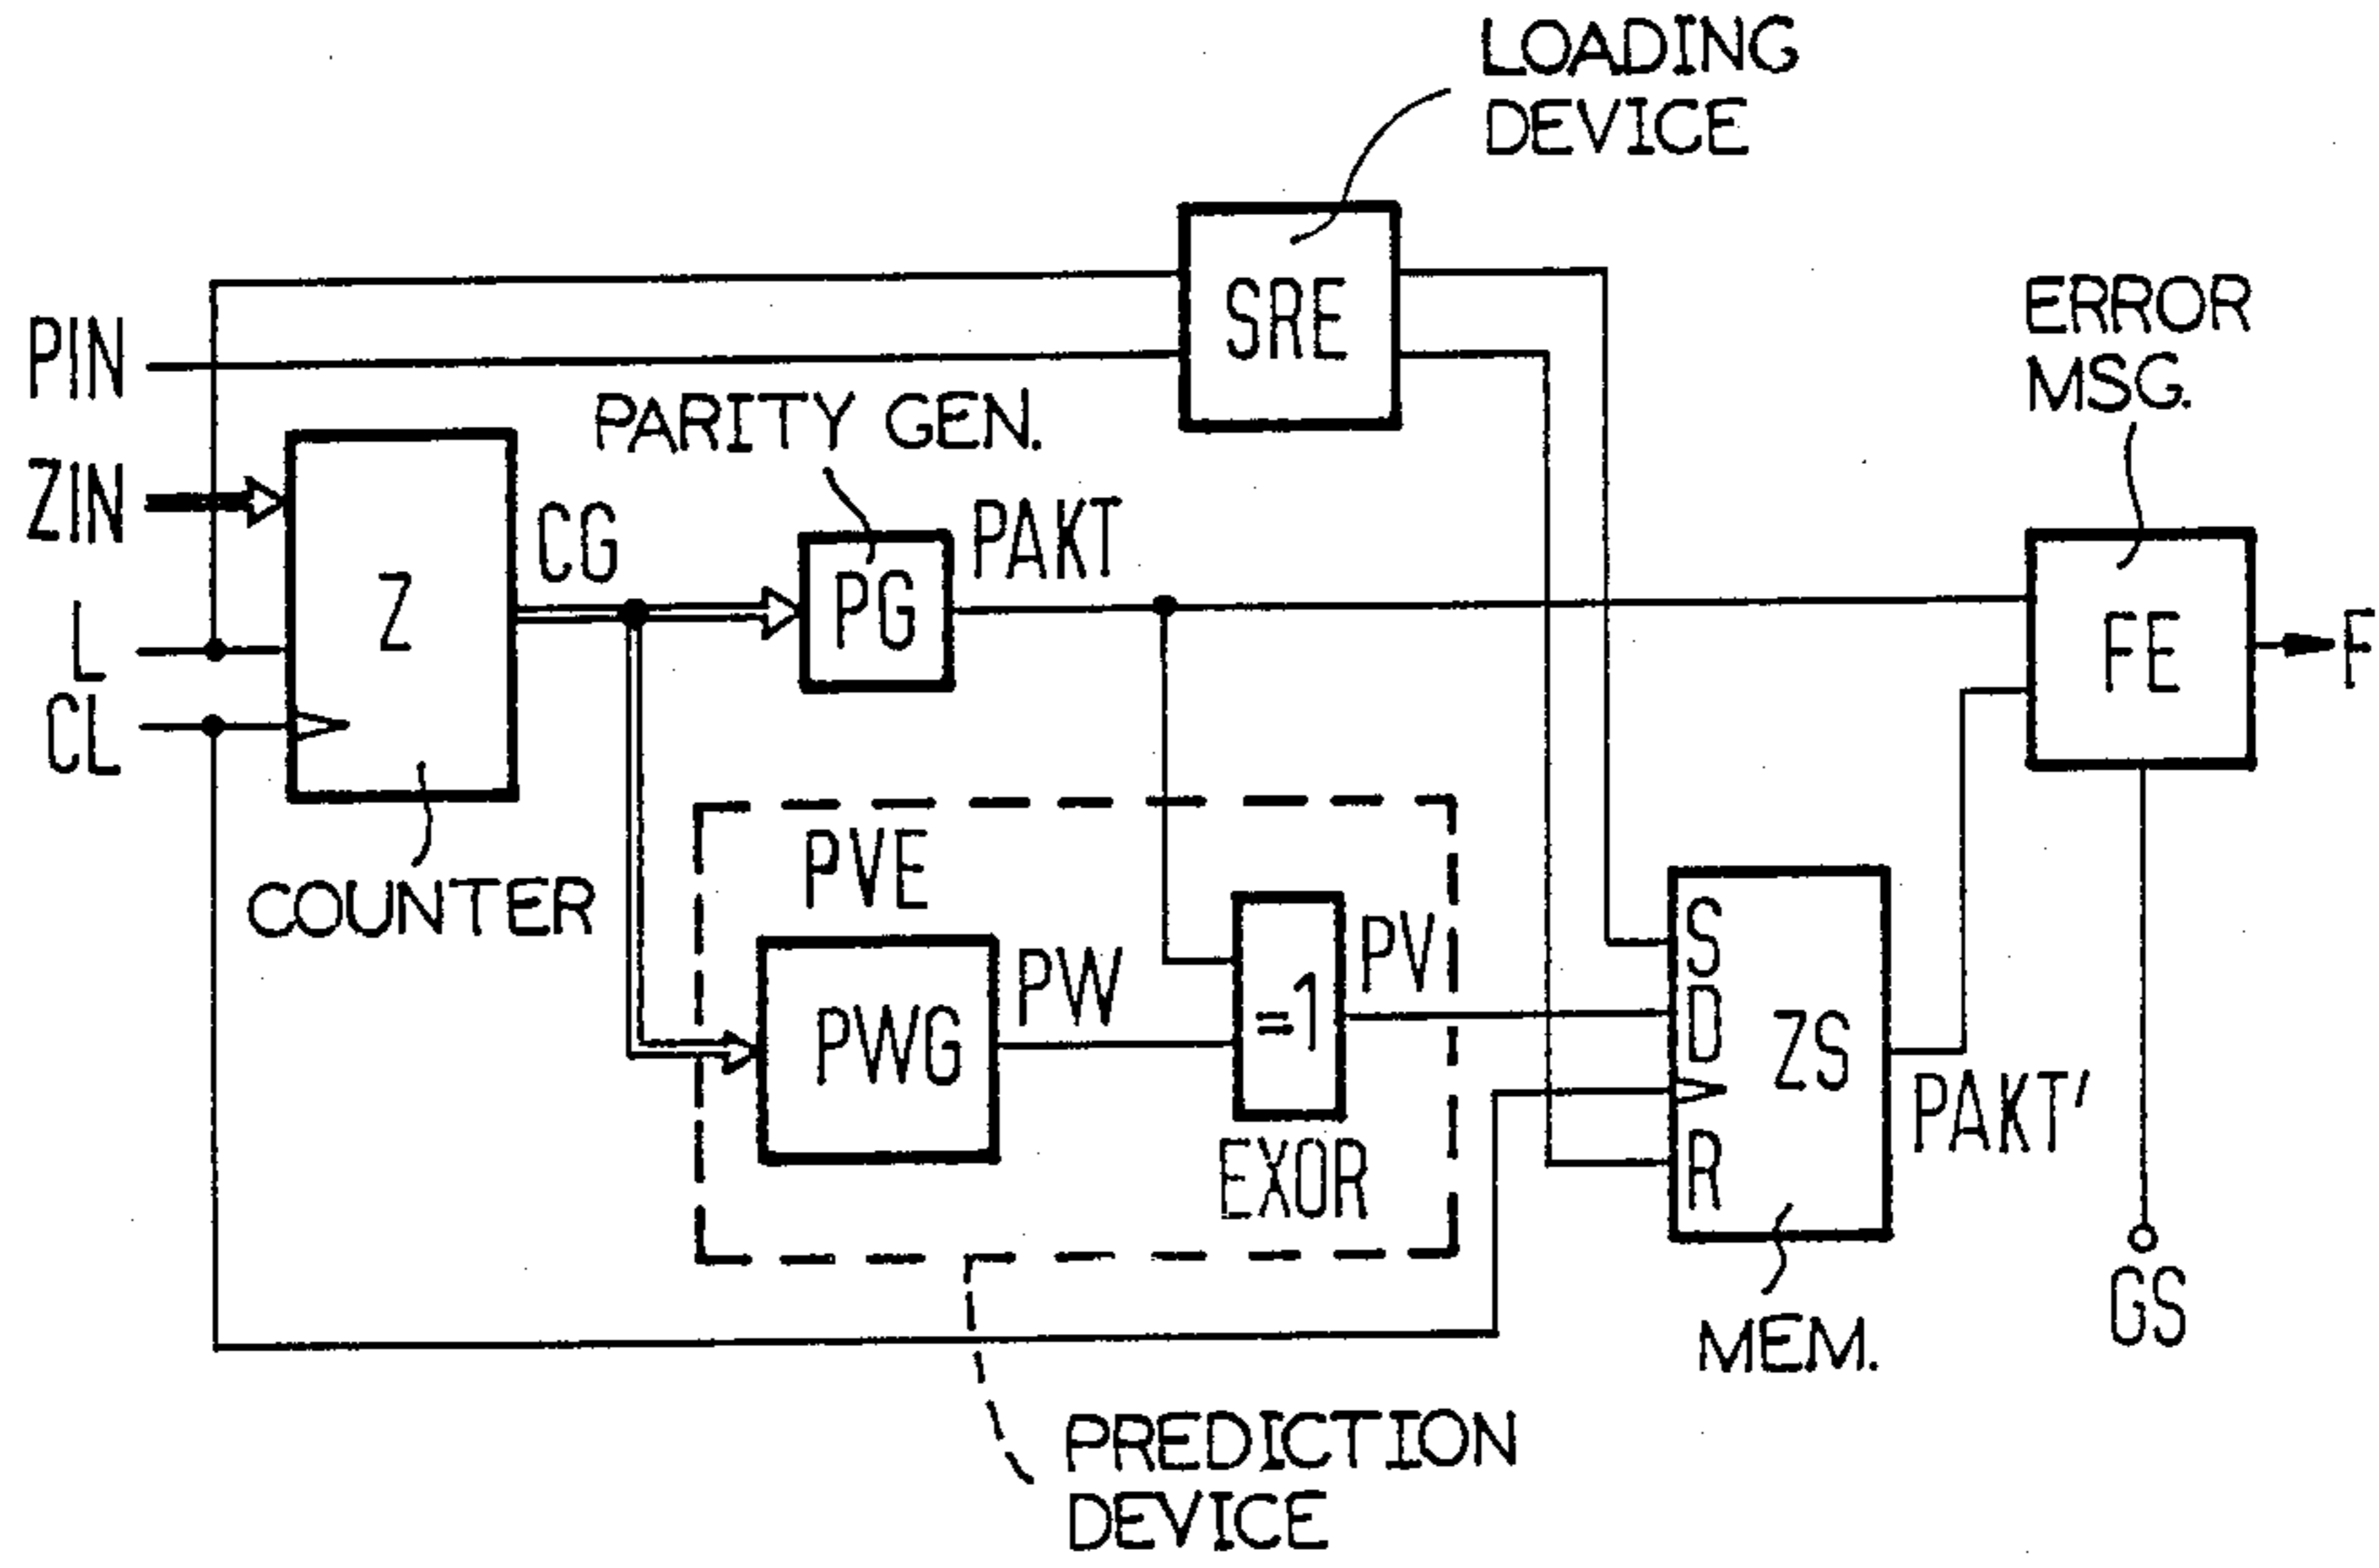 LOADING
DEVICE
SRE
ERROR
MSG.
PIN
PARITY GEN.
ZIN
CG
PAKT
Z
PG
L
FE
F
CL
PVE
COUNTER
PWG
PW
=1
PV
S
D
ZS
R
PAKT'
EXOR
GS
MEM.
PREDICTION
DEVICE